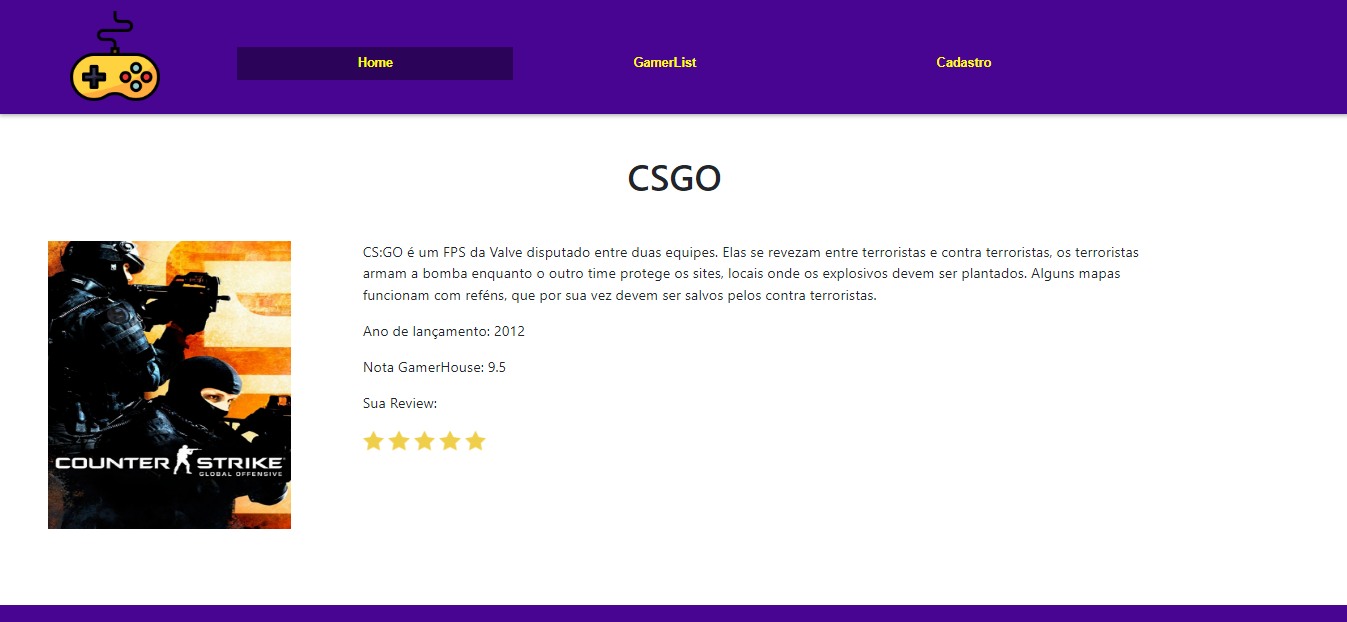 Home
GamerList
Cadastro
CSGO
CS:GO é um FPS da Valve disputado entre duas equipes. Elas se revezam entre terroristas e contra terroristas, os terroristas
armam a bomba enquanto o outro time protege os sites, locais onde os explosivos devem ser plantados. Alguns mapas
funcionam com reféns, que por sua vez devem ser salvos pelos contra terroristas.
Ano de lançamento: 2012
Nota GamerHouse: 9.5
Sua Review:
COUNTER STRIKE
GLOBAL OFFENSIVE